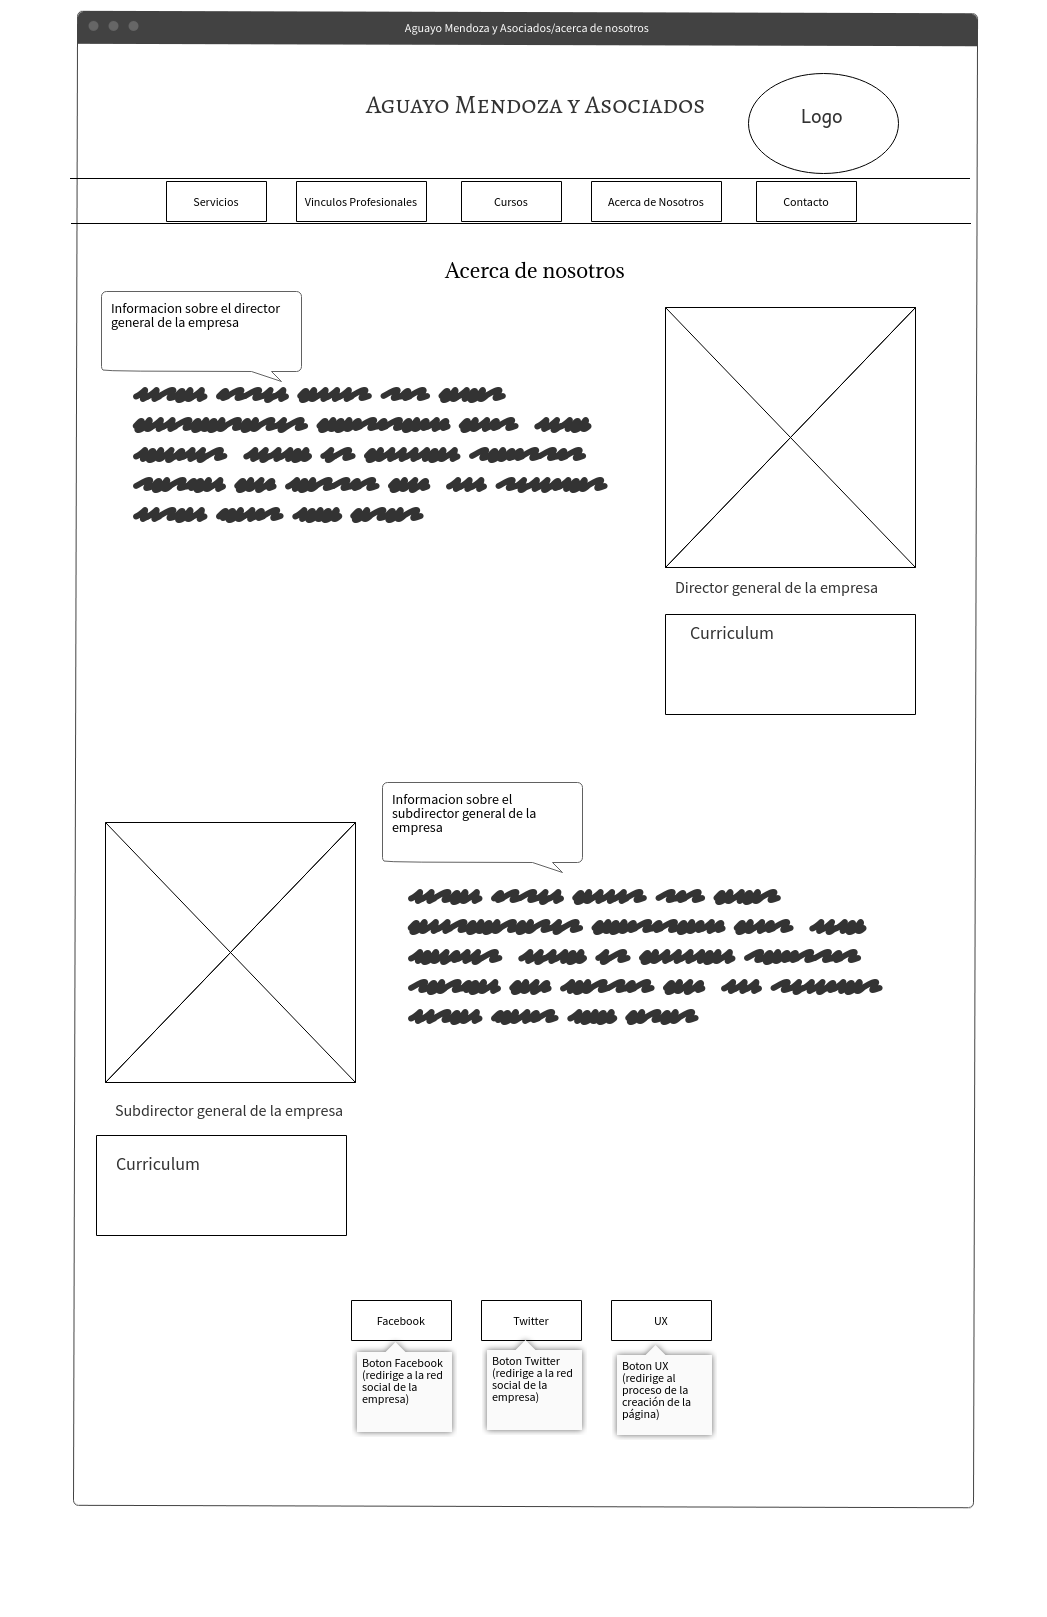 Aguayo Mendoza y Asociados/acerca de nosotros
Aguayo Mendoza y Asociados
Logo
Servicios
Vinculos Profesionales
Cursos
Acerca de Nosotros
Contacto
Acerca de nosotros
Informacion sobre el director
general de la empresa
Director general de la empresa
Curriculum
Informacion sobre el
subdirector general de la
empresa
Subdirector general de la empresa
Curriculum
Facebook
Twitter
UX
Boton Facebook
(redirige a la red
social de la
empresa)
Boton Twitter
(redirige a la red
social de la
empresa)
Boton UX
(redirige al
proceso de la
creación de la
página)